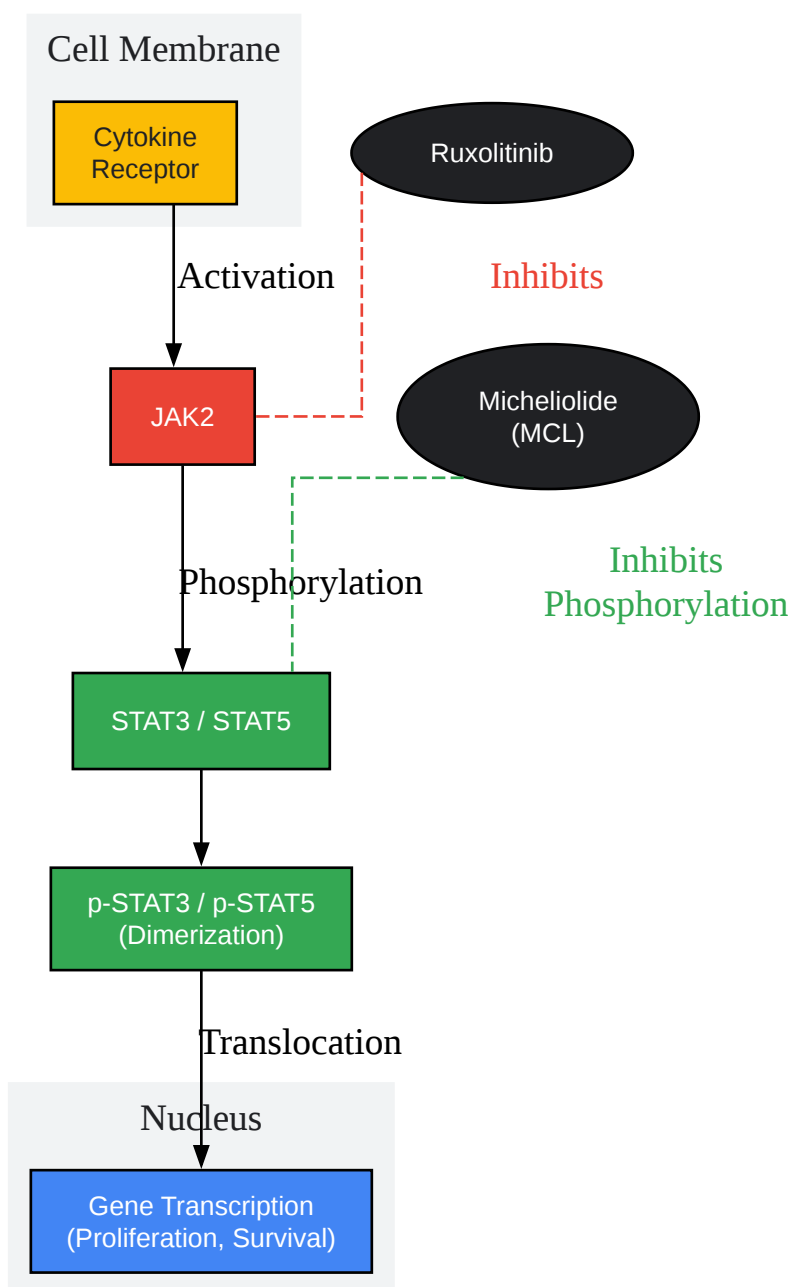 Cell Membrane
Cytokine
Receptor
Ruxolitinib
Activation
Inhibits
JAK2
Micheliolide
(MCL)
Phosphorylation
Inhibits
Phosphorylation
STAT3 / STAT5
p-STAT3 / p-STAT5
(Dimerization)
Translocation
Nucleus
Gene Transcription
(Proliferation, Survival)